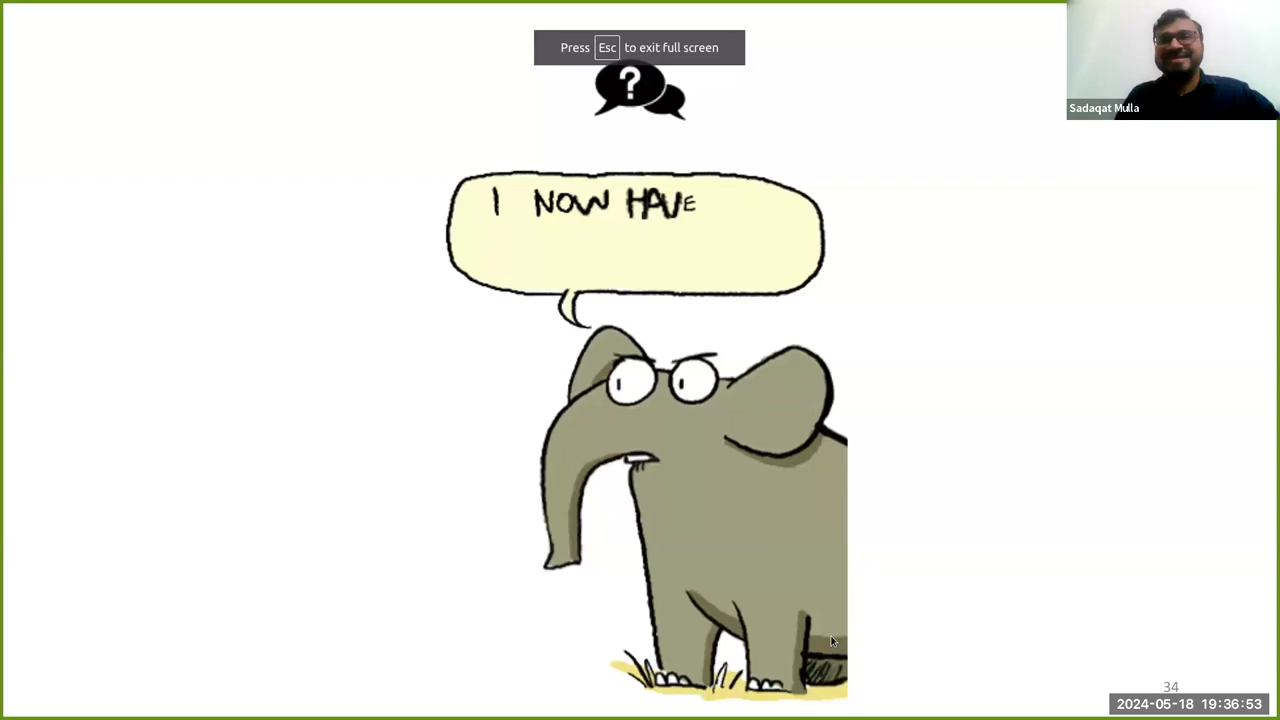 Press Esc to exit full screen
?
Sadaqat Mulla
I NOW HAVE
34
2024-05-18 19:36:53